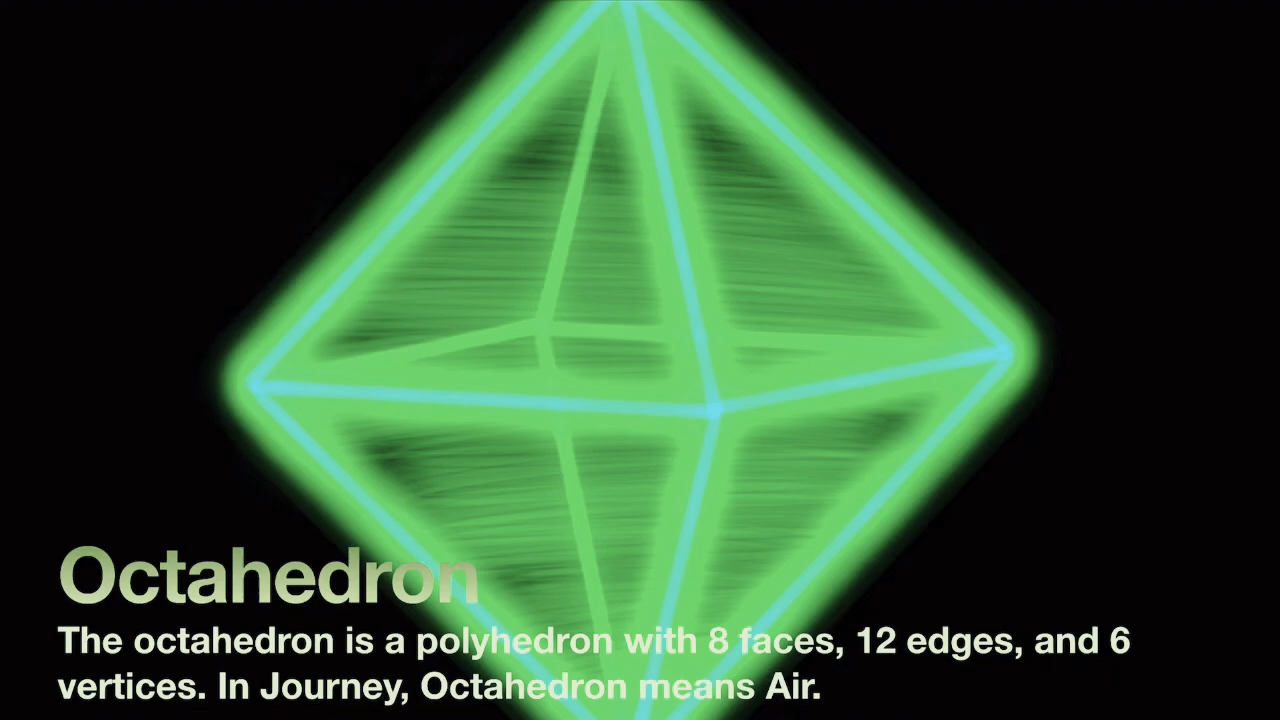 Octahedron
The octahedron is a polyhedron with 8 faces, 12 edges, and 6
vertices. In Journey, Octahedron means Air.